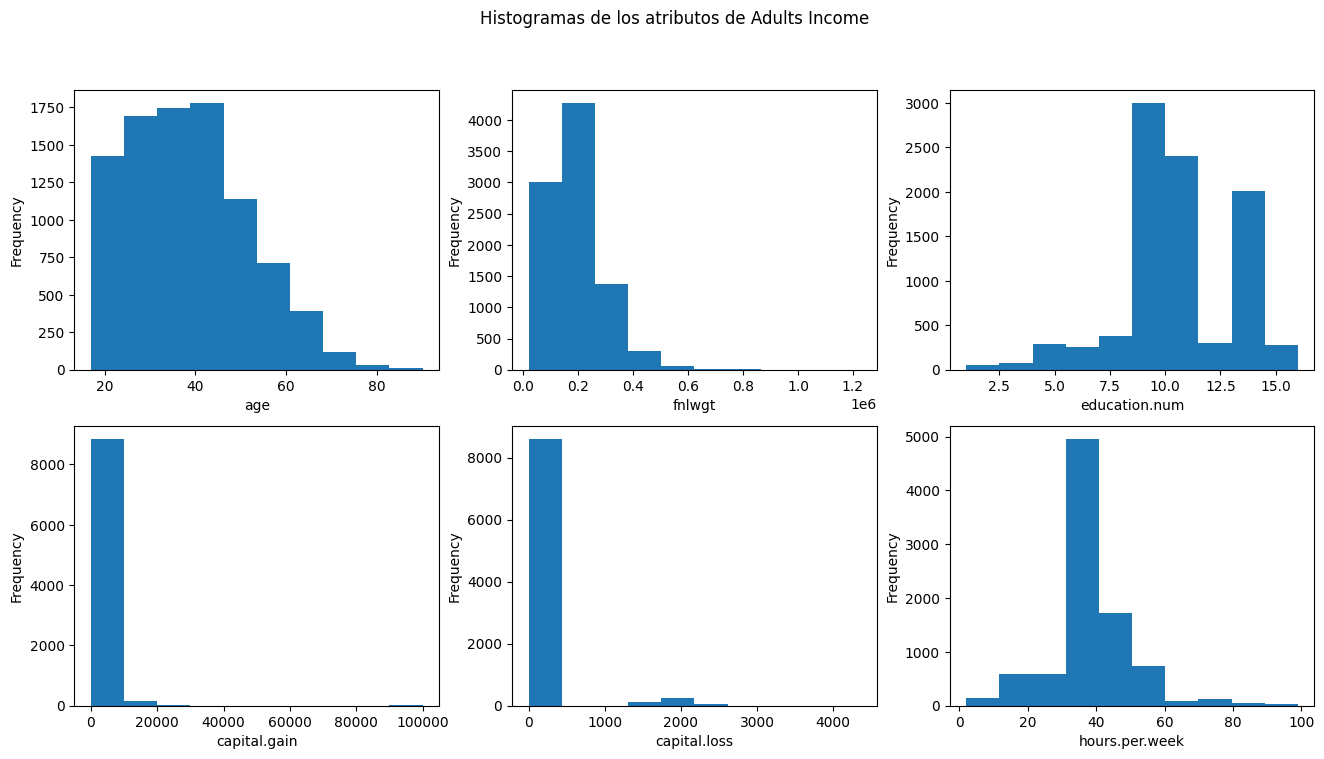 Histogramas de los atributos de Adults Income
1750
1500
1250
1000
750
500
250
0
Frequency
20 40 60 80
age
4000
3500
3000
2500
2000
1500
1000
500
0
Frequency
0.0 0.2 0.4 0.6 0.8 1.0 1.2
1e6
fnlwgt
3000
2500
2000
1500
1000
500
0
Frequency
2.5 5.0 7.5 10.0 12.5 15.0
education.num
8000
6000
4000
2000
0
Frequency
0 20000 40000 60000 80000 100000
capital.gain
8000
6000
4000
2000
0
Frequency
0 1000 2000 3000 4000
capital.loss
5000
4000
3000
2000
1000
0
Frequency
0 20 40 60 80 100
hours.per.week